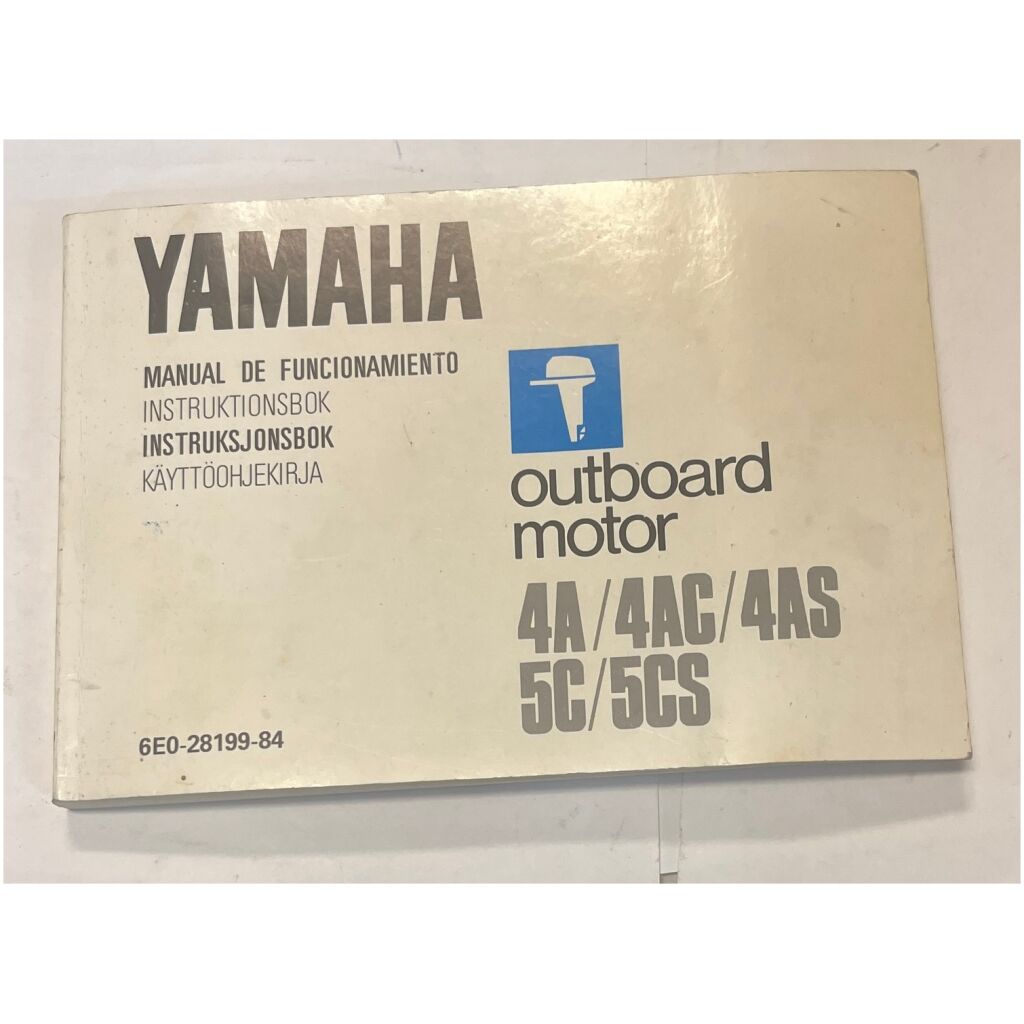 YAMAHA
MANUAL DE FUNCIONAMIENTO
INSTRUKTIONSBOK
INSTRUKSJONSBOK
KÄYTTÖOHJEKIRJA
outboard
motor
4A/4AC/4AS
5C/5CS
6E0-28199-84